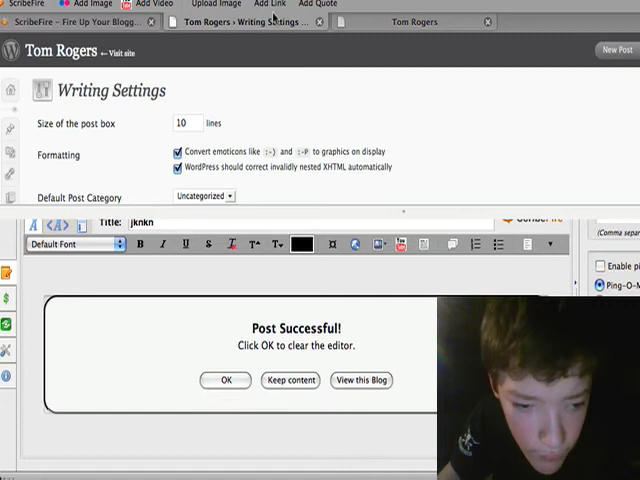 ScribeFire Add Image Add Video Upload Image Add Link Add Quote
ScribeFire – Fire Up Your Blogg... Tom Rogers › Writing Settings ... Tom Rogers
Tom Rogers ← Visit site New Post
Writing Settings
Size of the post box 10 lines
Formatting Convert emoticons like :-) and :-P to graphics on display
WordPress should correct invalidly nested XHTML automatically
Default Post Category Uncategorized
A <A> Title: jknkn
(Comma separ
Default Font B I U S T T T
Enable pi
Ping-O-M
Post Successful!
Click OK to clear the editor.
OK Keep content View this Blog